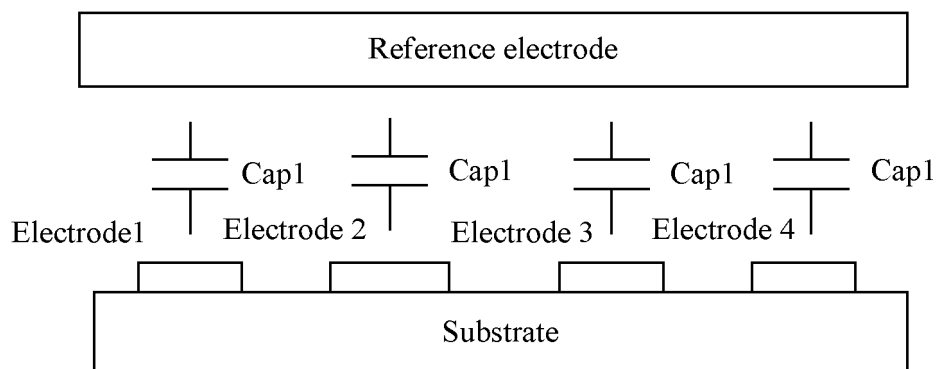 Reference electrode
Cap1
Cap1
Cap1
Cap1
Electrode1
Electrode 2
Electrode 3
Electrode 4
Substrate